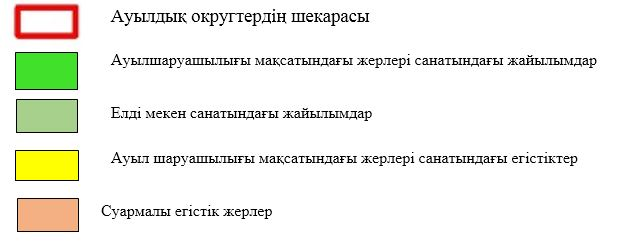 Ауылдық округтердің шекарасы
Ауылшаруашылығы мақсатындағы жерлері санатындағы жайылымдар
Елді мекен санатындағы жайылымдар
Ауыл шаруашылығы мақсатындағы жерлері санатындағы егістіктер
Суармалы егістік жерлер